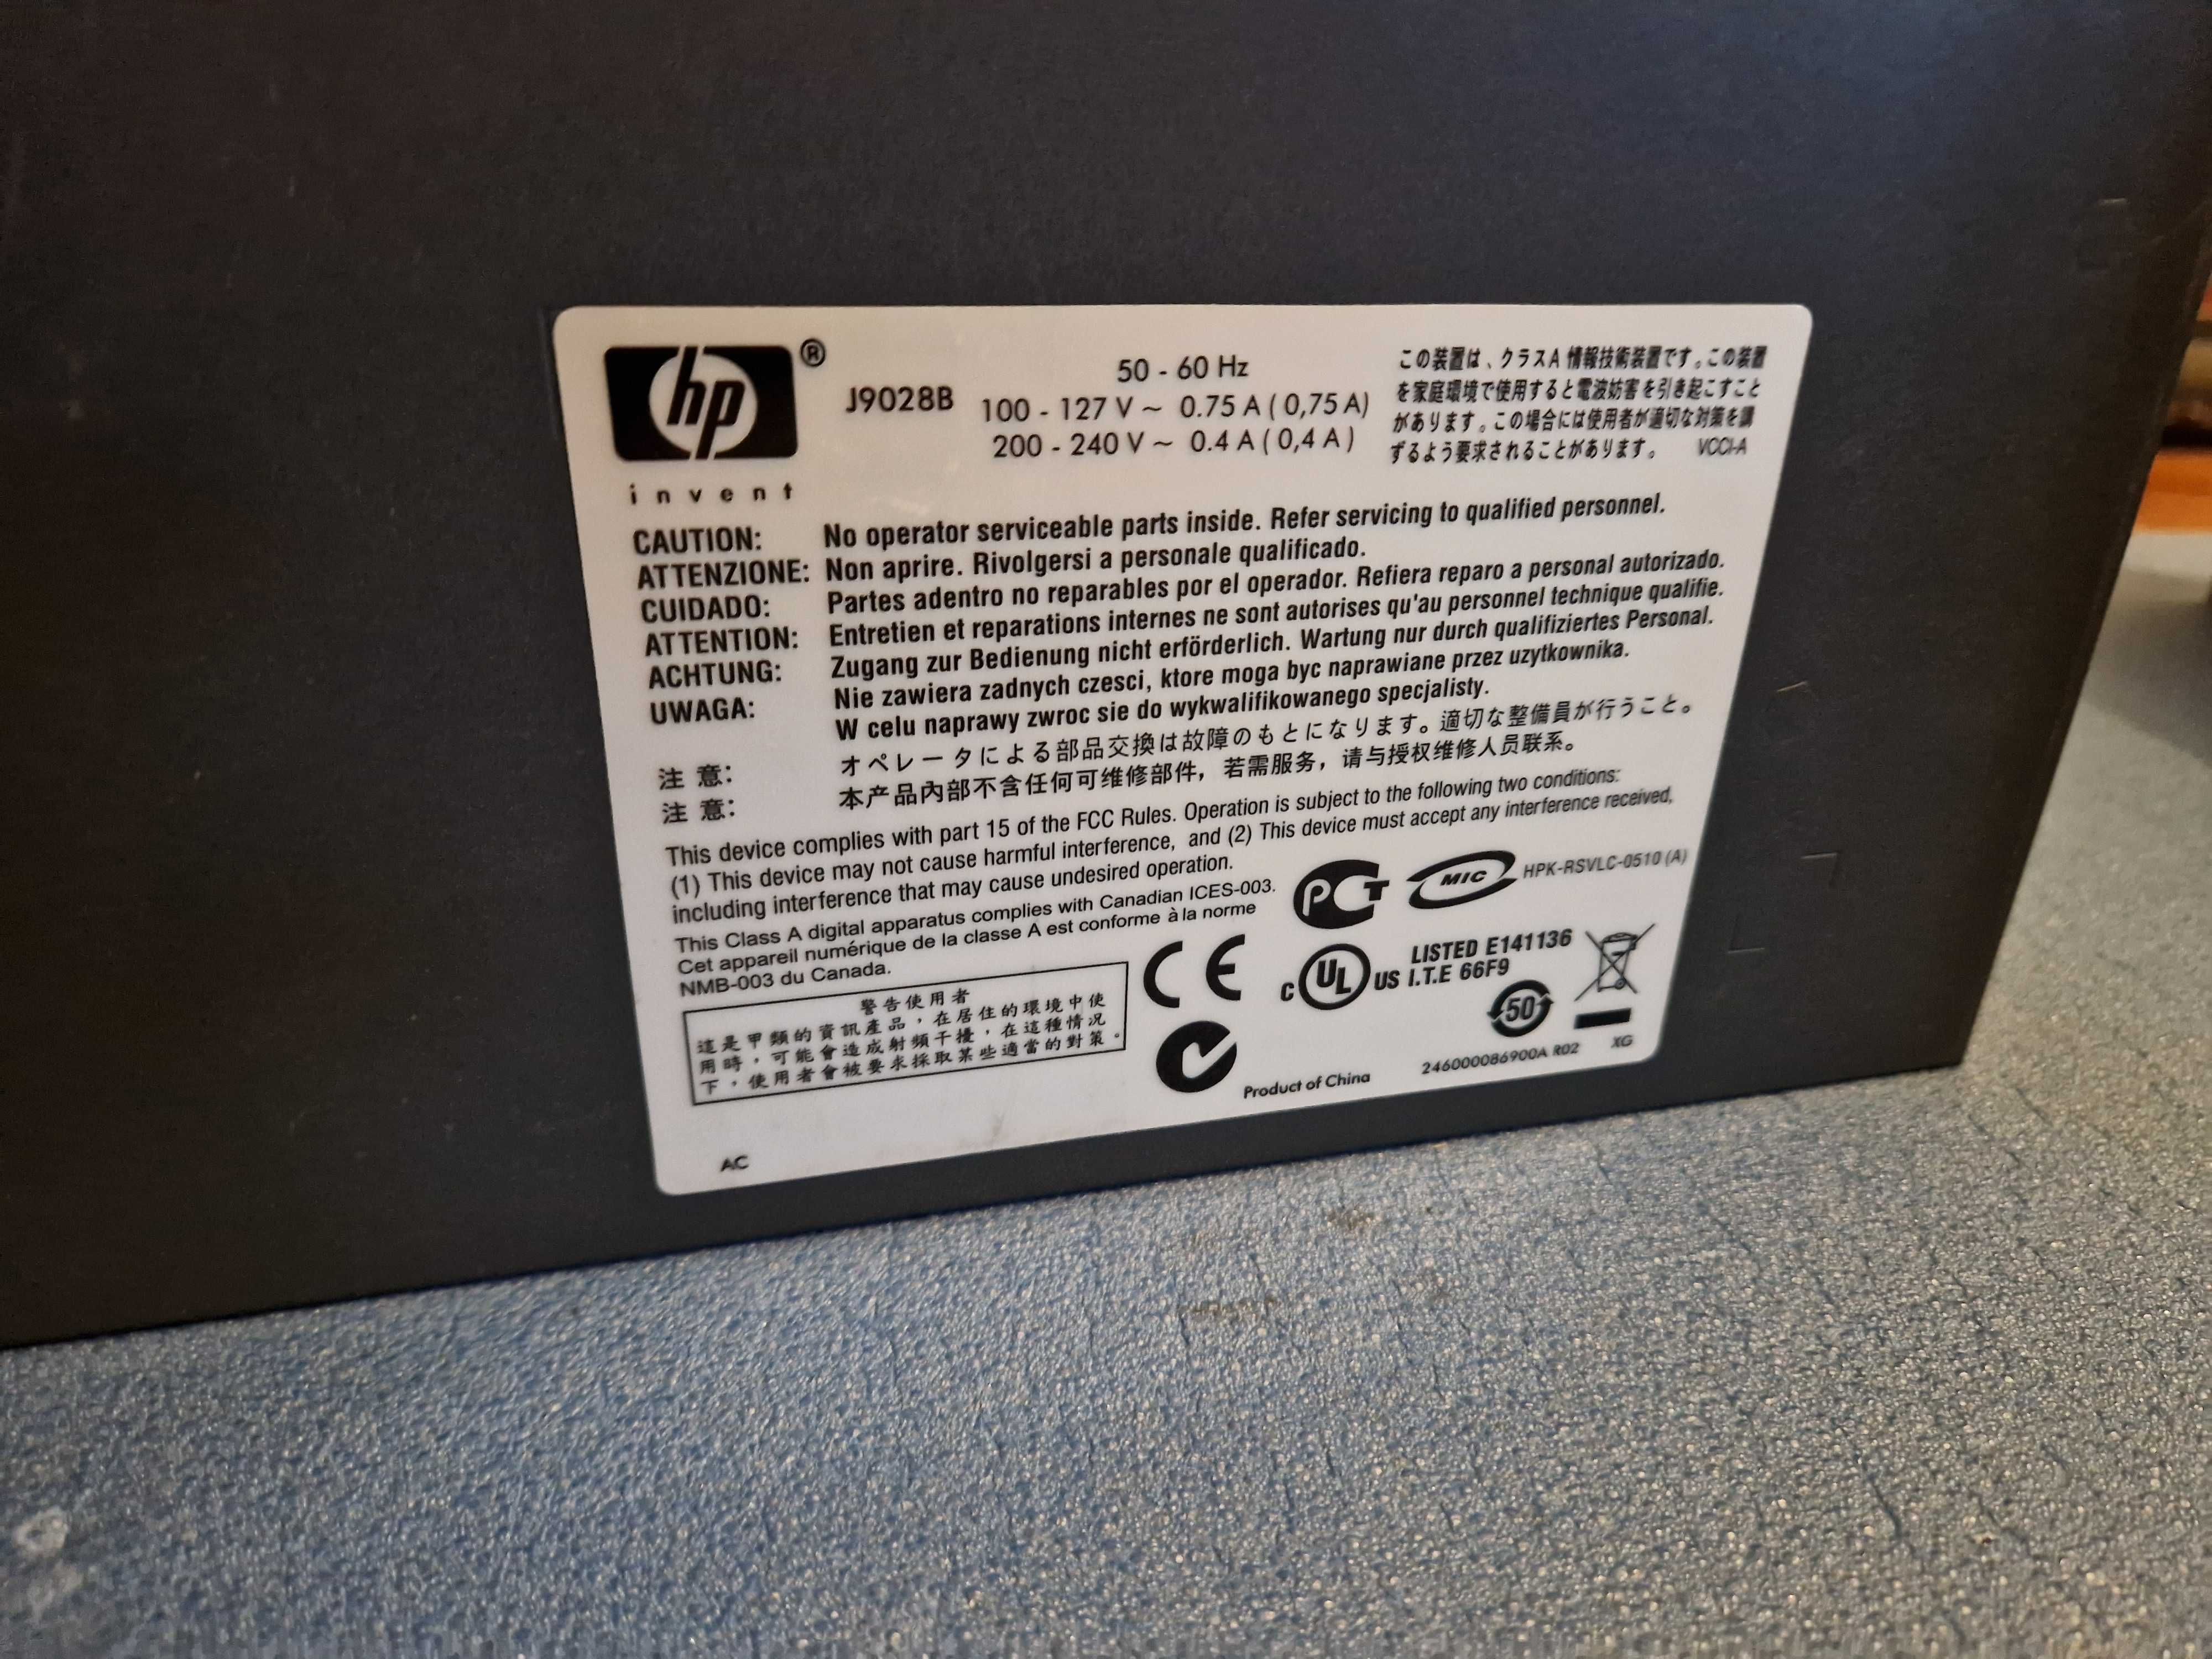 hp ®
invent
J9028B
50 - 60 Hz
100 - 127 V ~ 0.75 A ( 0,75 A)
200 - 240 V ~ 0.4 A ( 0,4 A )
この装置は、クラスA 情報技術装置です。この装置
を家庭環境で使用すると電波妨害を引き起こすこと
があります。この場合には使用者が適切な対策を講
ずるよう要求されることがあります。 VCCI-A
CAUTION: No operator serviceable parts inside. Refer servicing to qualified personnel.
ATTENZIONE: Non aprire. Rivolgersi a personale qualificado.
CUIDADO: Partes adentro no reparables por el operador. Refiera reparo a personal autorizado.
ATTENTION: Entretien et reparations internes ne sont autorises qu'au personnel technique qualifie.
ACHTUNG: Zugang zur Bedienung nicht erförderlich. Wartung nur durch qualifiziertes Personal.
UWAGA: Nie zawiera zadnych czesci, ktore moga byc naprawiane przez uzytkownika.
W celu naprawy zwroc sie do wykwalifikowanego specjalisty.
注 意: オペレータによる部品交換は故障のもとになります。適切な整備員が行うこと。
注 意: 本产品内部不含任何可维修部件，若需服务，请与授权维修人员联系。
This device complies with part 15 of the FCC Rules. Operation is subject to the following two conditions:
(1) This device may not cause harmful interference, and (2) This device must accept any interference received,
including interference that may cause undesired operation.
This Class A digital apparatus complies with Canadian ICES-003.
Cet appareil numérique de la classe A est conforme à la norme
NMB-003 du Canada.
PCT MIC HPK-RSVLC-0510 (A)
警告使用者
這是甲類的資訊產品，在居住的環境中使
用時，可能會造成射頻干擾，在這種情況
下，使用者會被要求採取某些適當的對策。
CE
C UL US LISTED E141136
I.T.E 66F9
50
Product of China
246000086900A R02 XG
AC